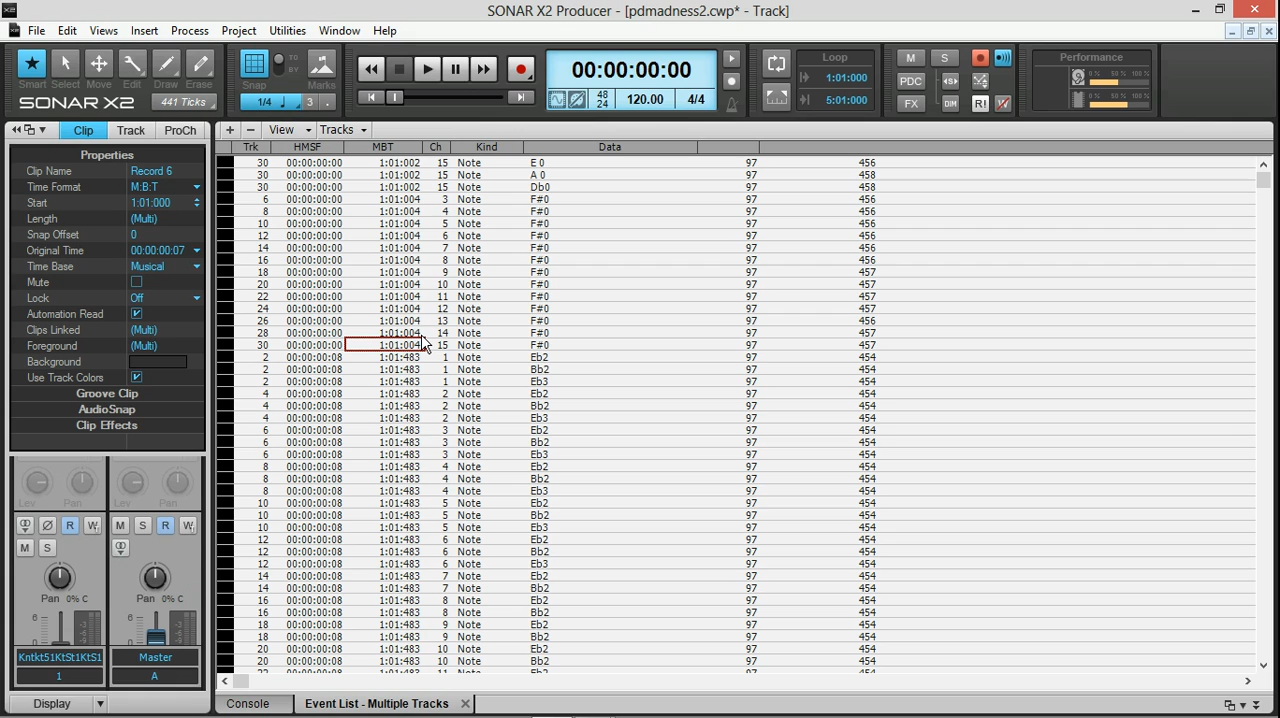 SONAR X2 Producer - [pdmadness2.cwp* - Track]
File Edit Views Insert Process Project Utilities Window Help
Smart Select Move Edit Draw Erase Snap TO BY Marks
SONAR X2 441 Ticks 1/4 3 .
00:00:00:00
48 24 120.00 4/4
Loop
1:01:000
5:01:000
M S
PDC DIM
FX R!
Performance
0 % 50 % 100 %
0 % 50 % 100 %
Clip Track ProCh
View Tracks
Properties
Clip Name Record 6
Time Format M:B:T
Start 1:01:000
Length (Multi)
Snap Offset 0
Original Time 00:00:00:07
Time Base Musical
Mute
Lock Off
Automation Read
Clips Linked (Multi)
Foreground (Multi)
Background
Use Track Colors
Groove Clip
AudioSnap
Clip Effects
Lev Pan Lev Pan
R W M S R W
M S
Pan 0% C Pan 0% C
6 6
Kntkt51KtSt1KtS1 Master
1 A
Display
Trk HMSF MBT Ch Kind Data
30 00:00:00:00 1:01:002 15 Note E 0 97 456
30 00:00:00:00 1:01:002 15 Note A 0 97 458
30 00:00:00:00 1:01:002 15 Note Db0 97 458
6 00:00:00:00 1:01:004 3 Note F#0 97 456
8 00:00:00:00 1:01:004 4 Note F#0 97 456
10 00:00:00:00 1:01:004 5 Note F#0 97 456
12 00:00:00:00 1:01:004 6 Note F#0 97 456
14 00:00:00:00 1:01:004 7 Note F#0 97 456
16 00:00:00:00 1:01:004 8 Note F#0 97 456
18 00:00:00:00 1:01:004 9 Note F#0 97 457
20 00:00:00:00 1:01:004 10 Note F#0 97 457
22 00:00:00:00 1:01:004 11 Note F#0 97 457
24 00:00:00:00 1:01:004 12 Note F#0 97 457
26 00:00:00:00 1:01:004 13 Note F#0 97 456
28 00:00:00:00 1:01:004 14 Note F#0 97 457
30 00:00:00:00 1:01:004 15 Note F#0 97 457
2 00:00:00:08 1:01:483 1 Note Eb2 97 454
2 00:00:00:08 1:01:483 1 Note Bb2 97 454
2 00:00:00:08 1:01:483 1 Note Eb3 97 454
4 00:00:00:08 1:01:483 2 Note Eb2 97 454
4 00:00:00:08 1:01:483 2 Note Bb2 97 454
4 00:00:00:08 1:01:483 2 Note Eb3 97 454
6 00:00:00:08 1:01:483 3 Note Eb2 97 454
6 00:00:00:08 1:01:483 3 Note Bb2 97 454
6 00:00:00:08 1:01:483 3 Note Eb3 97 454
8 00:00:00:08 1:01:483 4 Note Eb2 97 454
8 00:00:00:08 1:01:483 4 Note Bb2 97 454
8 00:00:00:08 1:01:483 4 Note Eb3 97 454
10 00:00:00:08 1:01:483 5 Note Eb2 97 454
10 00:00:00:08 1:01:483 5 Note Bb2 97 454
10 00:00:00:08 1:01:483 5 Note Eb3 97 454
12 00:00:00:08 1:01:483 6 Note Eb2 97 454
12 00:00:00:08 1:01:483 6 Note Bb2 97 454
12 00:00:00:08 1:01:483 6 Note Eb3 97 454
14 00:00:00:08 1:01:483 7 Note Eb2 97 454
14 00:00:00:08 1:01:483 7 Note Bb2 97 454
16 00:00:00:08 1:01:483 8 Note Eb2 97 454
16 00:00:00:08 1:01:483 8 Note Bb2 97 454
18 00:00:00:08 1:01:483 9 Note Eb2 97 454
18 00:00:00:08 1:01:483 9 Note Bb2 97 454
20 00:00:00:08 1:01:483 10 Note Eb2 97 454
20 00:00:00:08 1:01:483 10 Note Bb2 97 454
Console Event List - Multiple Tracks